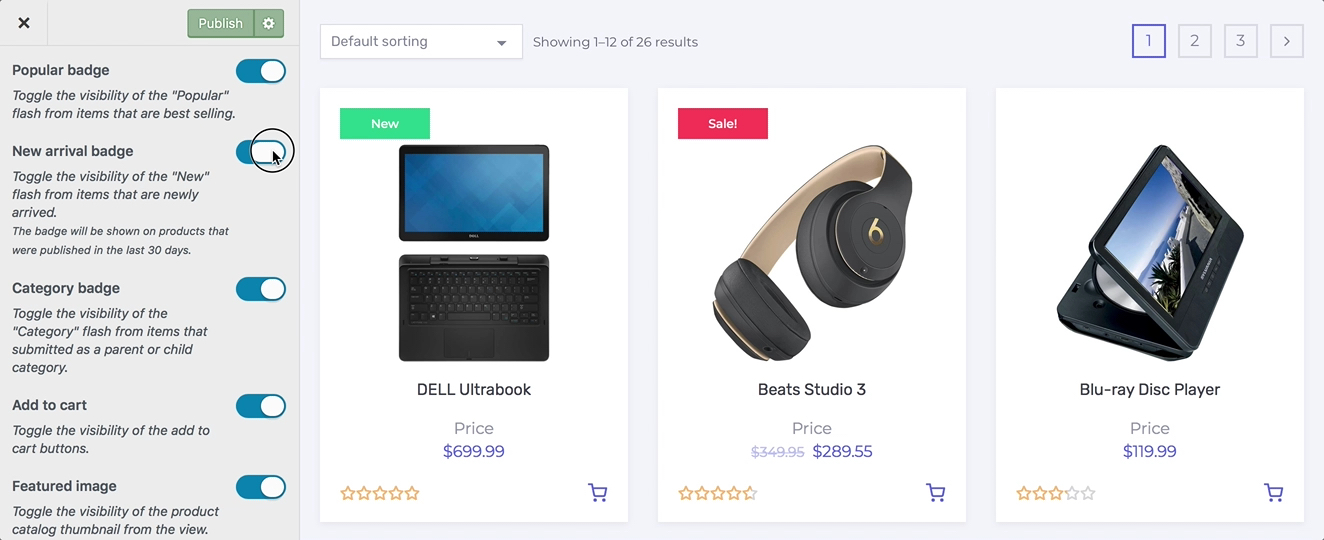 Publish
Popular badge
Toggle the visibility of the "Popular"
flash from items that are best selling.
New arrival badge
Toggle the visibility of the "New"
flash from items that are newly
arrived.
The badge will be shown on products that
were published in the last 30 days.
Category badge
Toggle the visibility of the
"Category" flash from items that
submitted as a parent or child
category.
Add to cart
Toggle the visibility of the add to
cart buttons.
Featured image
Toggle the visibility of the product
catalog thumbnail from the view.
Default sorting
Showing 1–12 of 26 results
1 2 3
New
DELL
DELL Ultrabook
Price
$699.99
Sale!
Beats Studio 3
Price
$349.95 $289.55
SYLVANIA
Blu-ray Disc Player
Price
$119.99